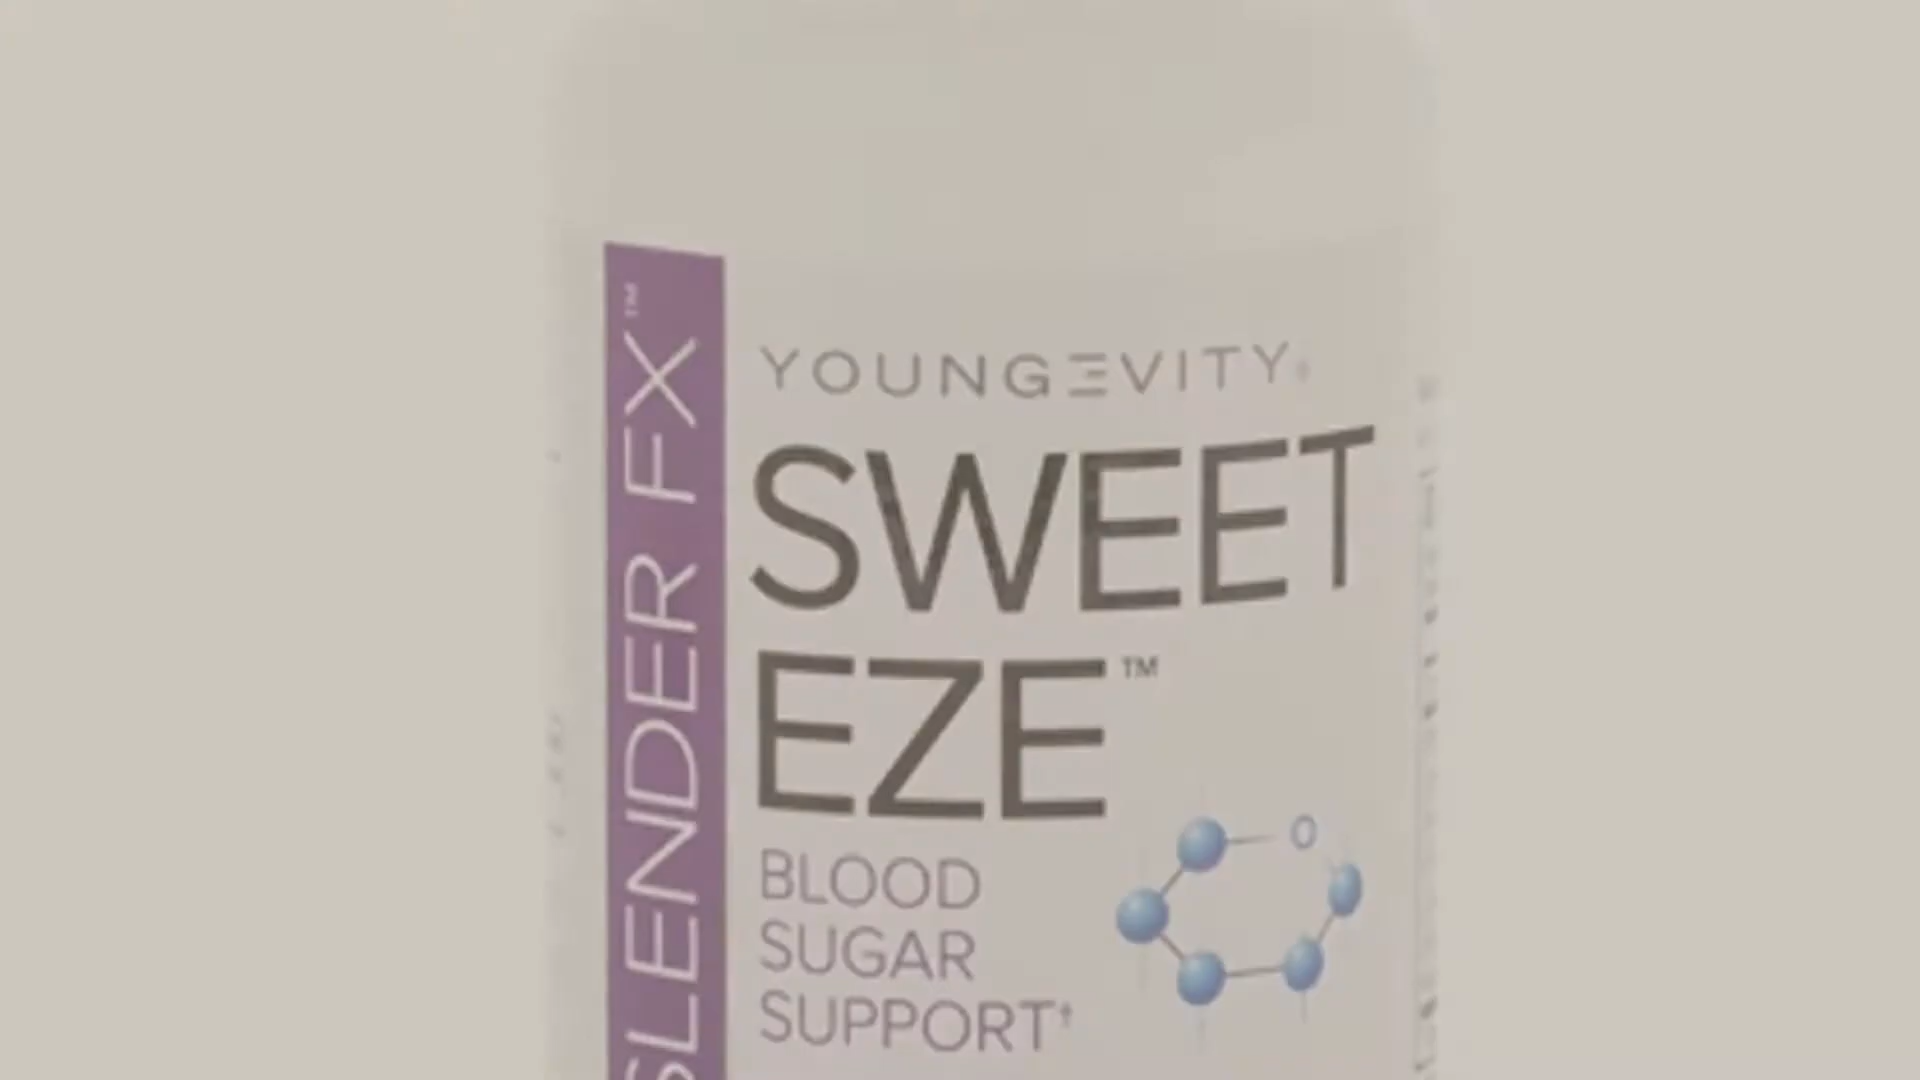 SLENDER FX™
YOUNGEVITY
SWEET
EZE™
BLOOD
SUGAR
SUPPORT†
O